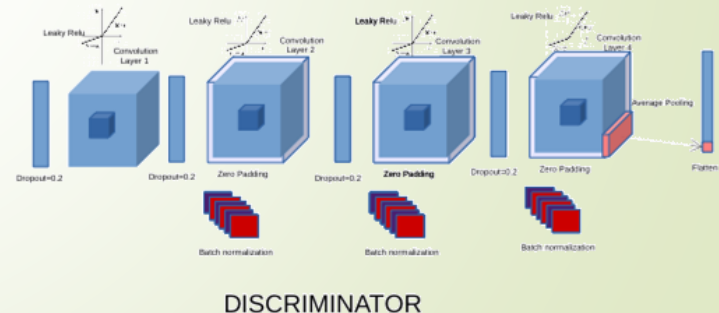 Leaky Relu
Convolution
Layer 1
Leaky Relu
Convolution
Layer 2
Leaky Relu
Convolution
Layer 3
Leaky Relu
Convolution
Layer 4
Average Pooling
Dropout=0.2
Dropout=0.2
Zero Padding
Dropout=0.2
Zero Padding
Dropout=0.2
Zero Padding
Flatten
Batch normalization
Batch normalization
Batch normalization
DISCRIMINATOR